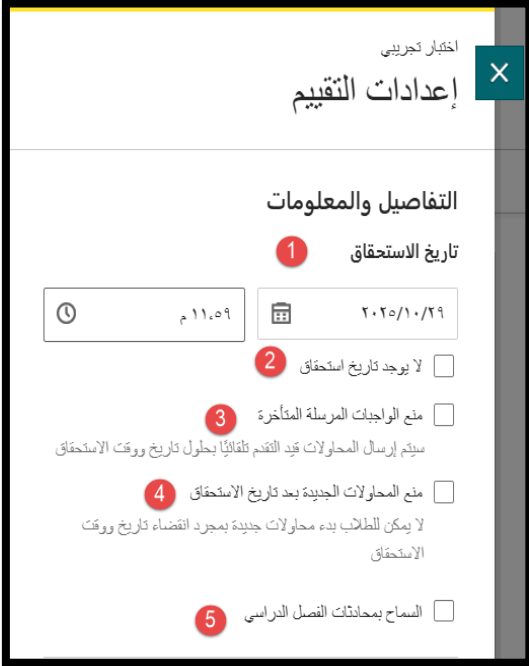 اختبار تجريبي
إعدادات التقييم
التفاصيل والمعلومات
تاريخ الاستحقاق 1
٢٠٢٥/١٠/٢٩ ١١،٥٩ م
لا يوجد تاريخ استحقاق 2
منع الواجبات المرسلة المتأخرة 3
سيتم إرسال المحاولات قيد التقدم تلقائيًا بحلول تاريخ ووقت الاستحقاق
منع المحاولات الجديدة بعد تاريخ الاستحقاق 4
لا يمكن للطلاب بدء محاولات جديدة بمجرد انقضاء تاريخ ووقت
الاستحقاق
السماح بمحادثات الفصل الدراسي 5